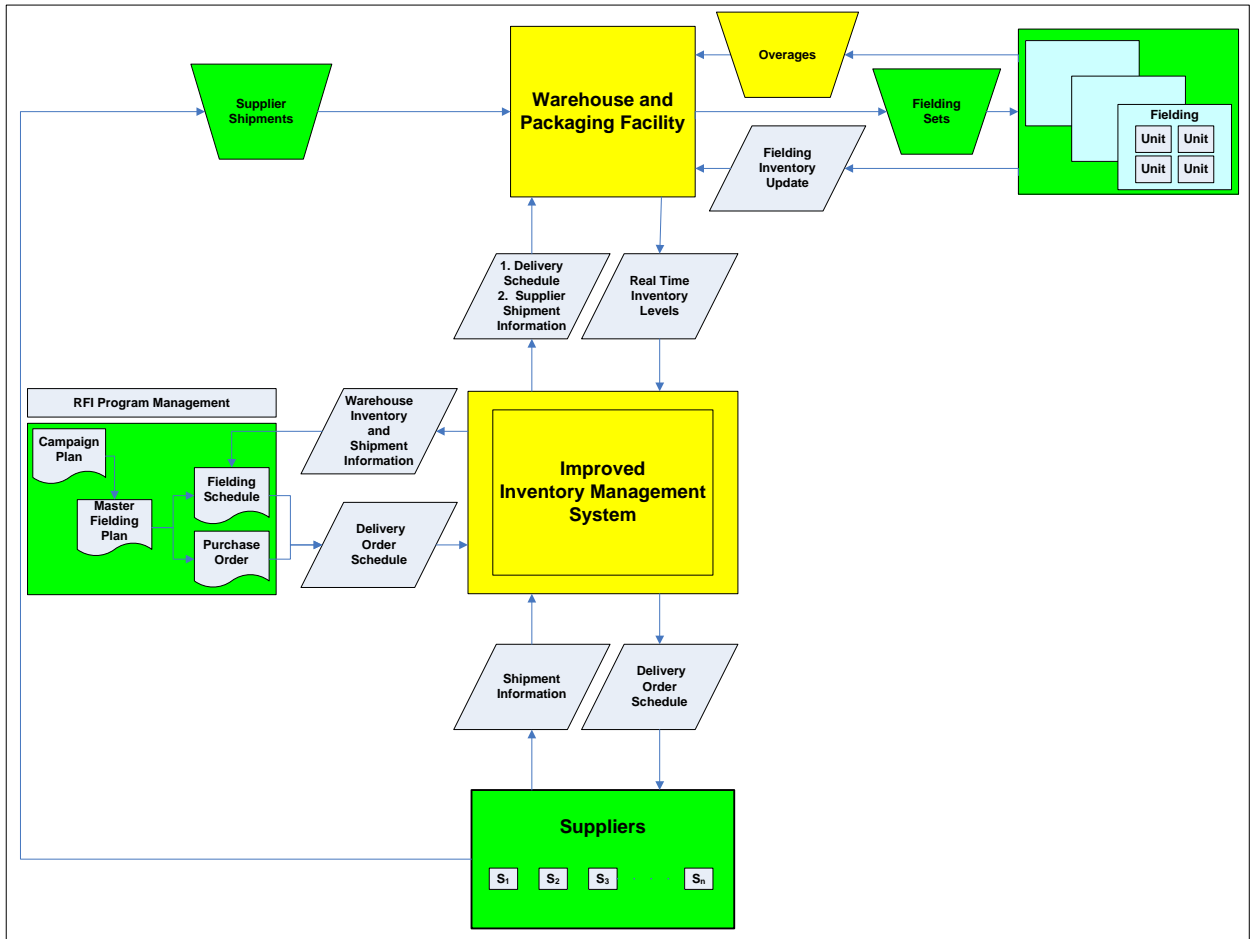 Overages
Supplier
Shipments
Warehouse and
Packaging Facility
Fielding
Sets
Fielding
Unit Unit
Unit Unit
Fielding
Inventory
Update
1. Delivery
Schedule
2. Supplier
Shipment
Information
Real Time
Inventory
Levels
RFI Program Management
Campaign
Plan
Master
Fielding
Plan
Fielding
Schedule
Purchase
Order
Warehouse
Inventory
and
Shipment
Information
Delivery
Order
Schedule
Improved
Inventory Management
System
Shipment
Information
Delivery
Order
Schedule
Suppliers
S1 S2 S3 . . . Sn